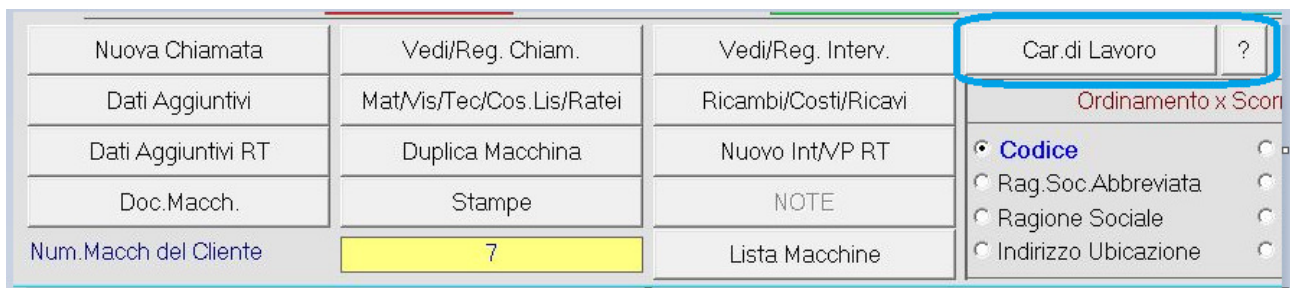 Nuova Chiamata
Vedi/Reg. Chiam.
Vedi/Reg. Interv.
Car.di Lavoro
?
Dati Aggiuntivi
Mat/Vis/Tec/Cos.Lis/Ratei
Ricambi/Costi/Ricavi
Ordinamento x
Dati Aggiuntivi RT
Duplica Macchina
Nuovo Int/VP RT
Codice
Doc.Macch.
Stampe
NOTE
Rag.Soc.Abbreviata
Ragione Sociale
Num.Macch del Cliente
7
Lista Macchine
Indirizzo Ubicazione